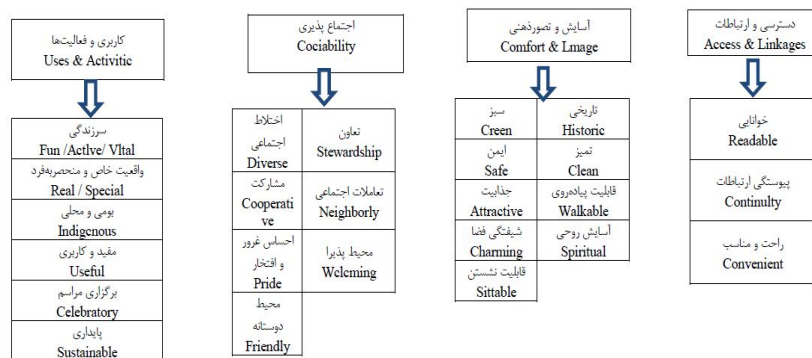 کاربری و فعالیت‌ها
Uses & Activitic
سرزندگی
Fun /Actlve/ Vltal
واقعیت خاص و منحصربه‌فرد
Real / Special
بومی و محلی
Indigcnous
مفید و کاربری
Useful
برگزاری مراسم
Celebratory
پایداری
Sustainable
اجتماع پذیری
Cociability
اختلاط
اجتماعی
Diverse
مشارکت
Cooperati
ve
احساس غرور
و افتخار
Pride
محیط
دوستانه
Friendly
تعاون
Stewardship
تعاملات اجتماعی
Neighborly
محیط پذیرا
Wclcming
آسایش و تصورذهنی
Comfort & Lmage
سبز
Creen
ایمن
Safe
جذابیت
Attractive
شیفتگی فضا
Charming
قابلیت نشستن
Sittable
تاریخی
Historic
تمیز
Clean
قابلیت پیاده‌روی
Walkable
آسایش روحی
Spiritual
دسترسی و ارتباطات
Access & Linkages
خوانایی
Readable
پیوستگی ارتباطات
Continulty
راحت و مناسب
Convenient